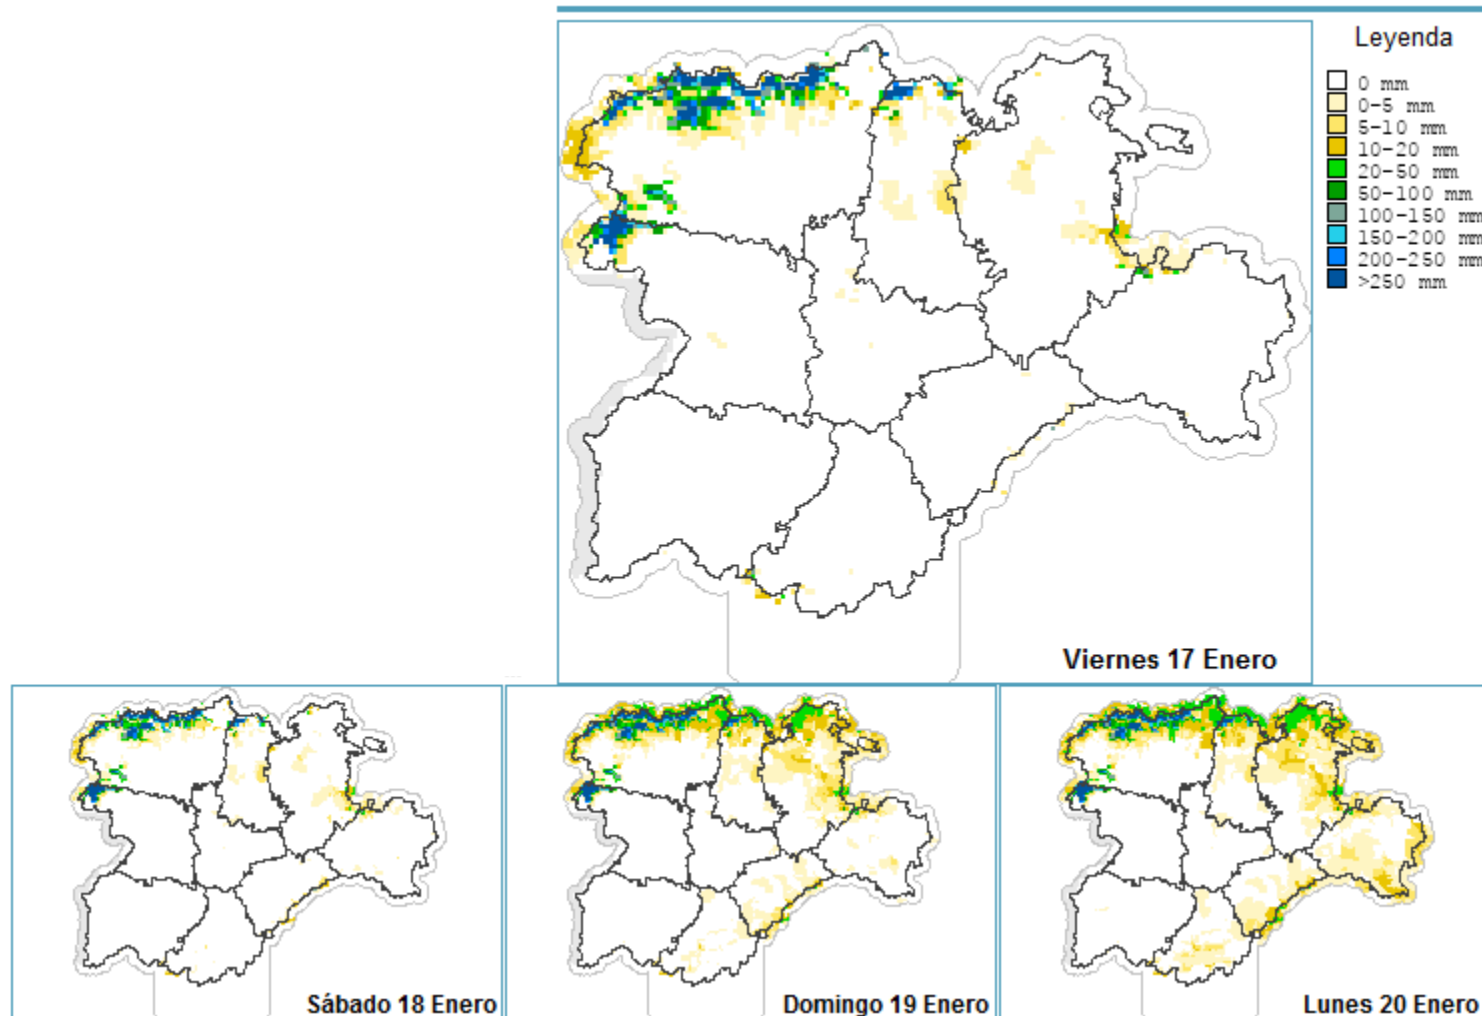 Leyenda
0 mm
0-5 mm
5-10 mm
10-20 mm
20-50 mm
50-100 mm
100-150 mm
150-200 mm
200-250 mm
>250 mm
Viernes 17 Enero
Sábado 18 Enero
Domingo 19 Enero
Lunes 20 Enero